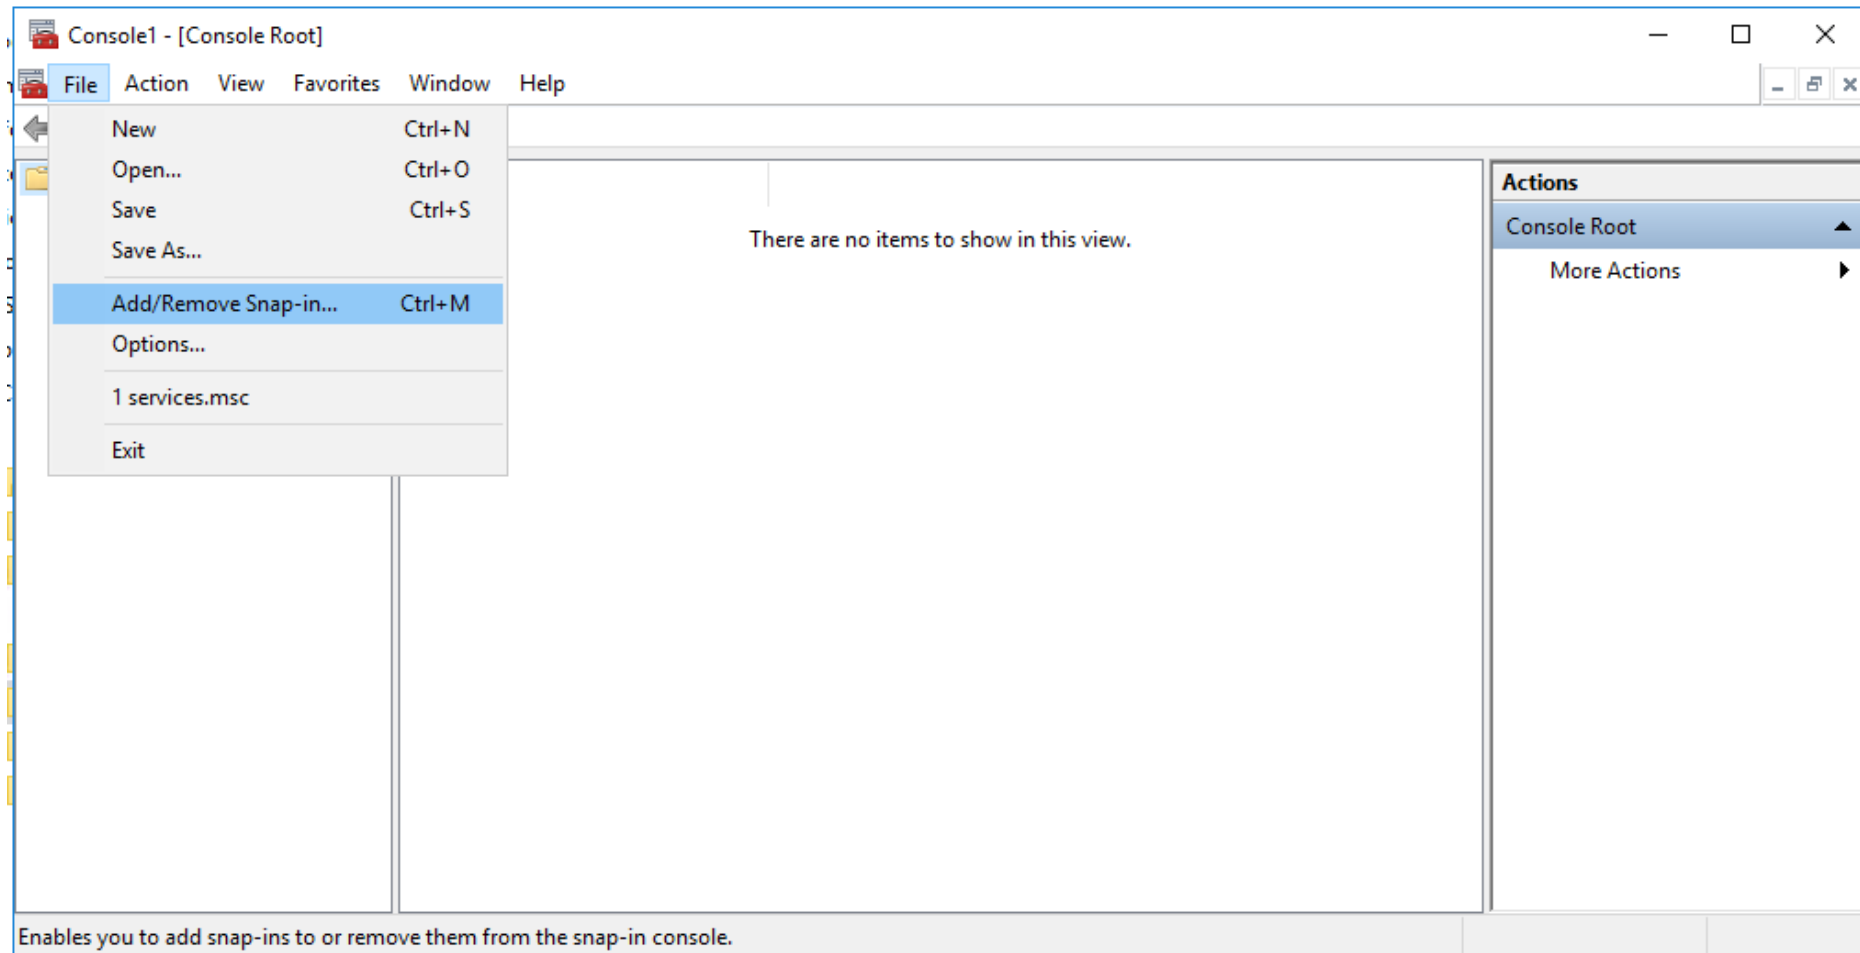 Console1 - [Console Root]
File Action View Favorites Window Help
New Ctrl+N
Open... Ctrl+O
Save Ctrl+S
Save As...
Add/Remove Snap-in... Ctrl+M
Options...
1 services.msc
Exit
There are no items to show in this view.
Actions
Console Root
More Actions
Enables you to add snap-ins to or remove them from the snap-in console.